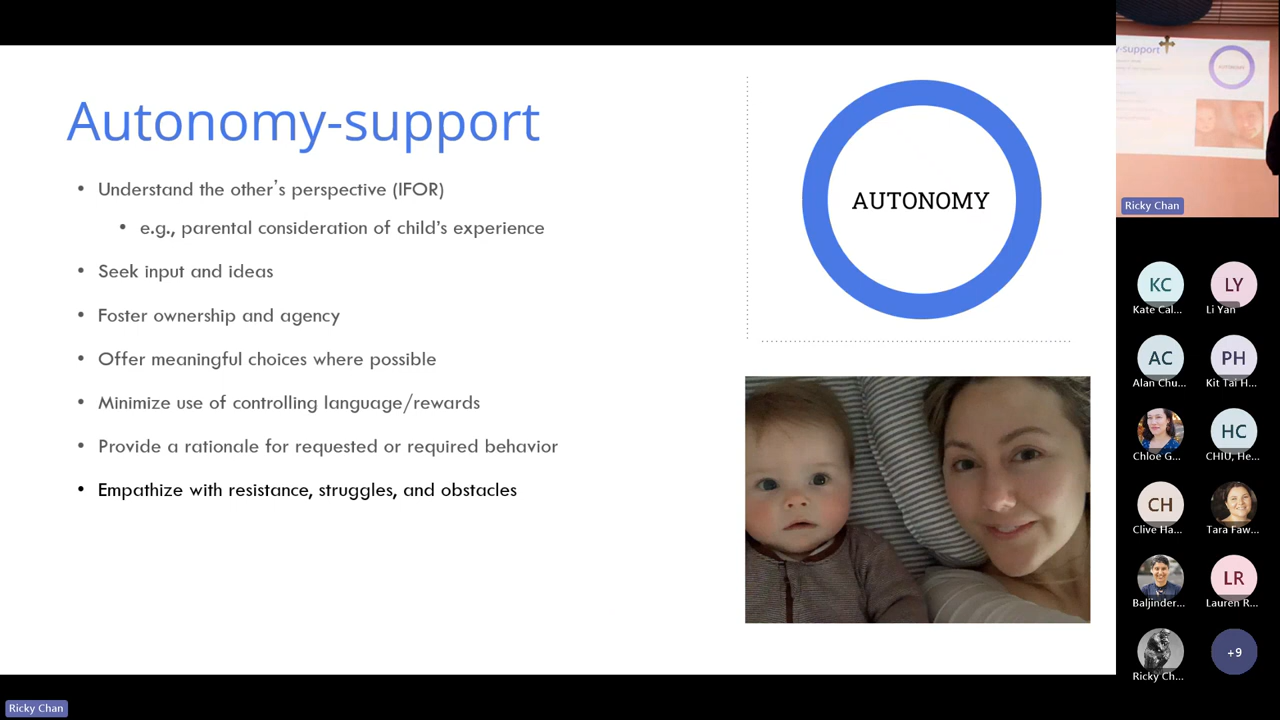 Autonomy-support
• Understand the other's perspective (IFOR)
• e.g., parental consideration of child's experience
• Seek input and ideas
• Foster ownership and agency
• Offer meaningful choices where possible
• Minimize use of controlling language/rewards
• Provide a rationale for requested or required behavior
• Empathize with resistance, struggles, and obstacles
AUTONOMY
y-support
AUTONOMY
Ricky Chan
KC
LY
Kate Cal...
Li Yan
AC
PH
Alan Chu...
Kit Tai H...
HC
Chloe G...
CHIU, He...
CH
Clive Ha...
Tara Faw...
LR
Baljinder...
Lauren R...
+9
Ricky Ch...
Ricky Chan